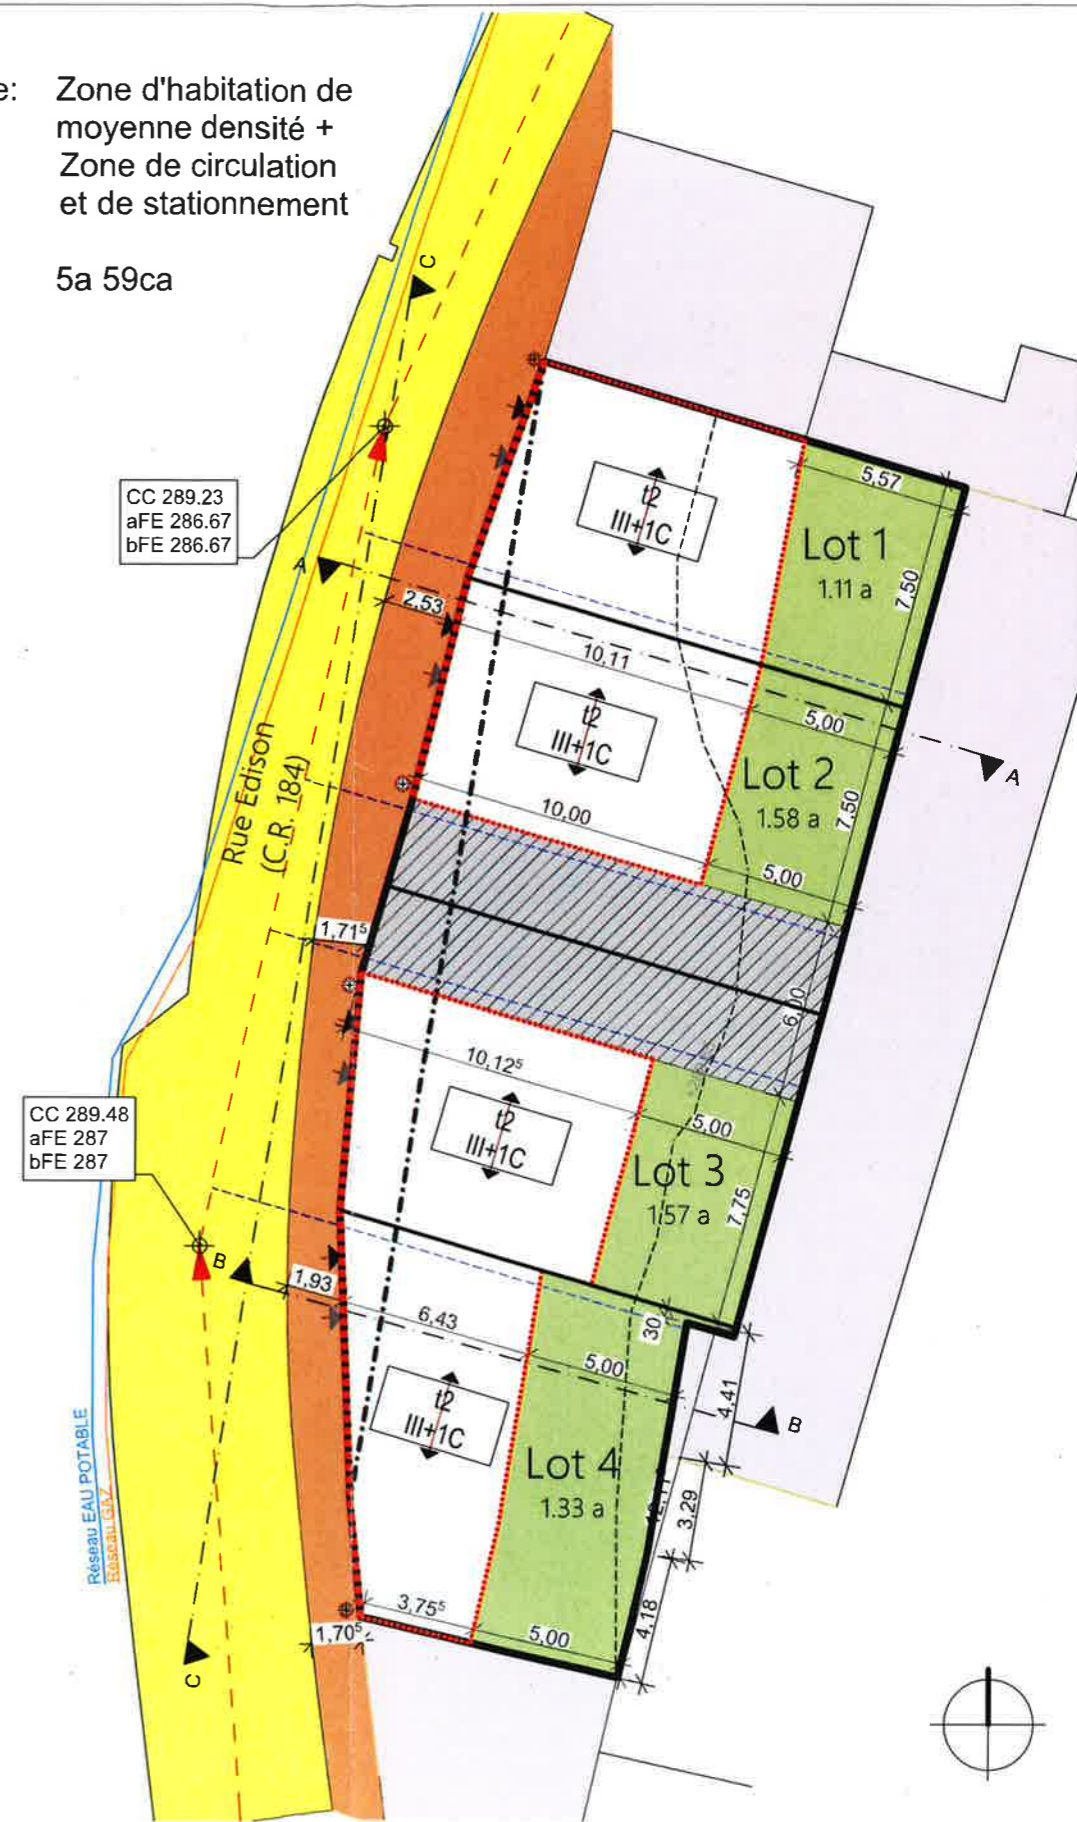 e: Zone d'habitation de
moyenne densité +
Zone de circulation
et de stationnement
5a 59ca
C
CC 289.23
aFE 286.67
bFE 286.67
A
2,53
t2
III+1C
5,57
Lot 1
1.11 a
7,50
10,11
5,00
t2
III+1C
Lot 2
1.58 a
7,50
A
Rue Edison
(C.R. 184)
10,00
5,00
1,71⁵
6,00
10,12⁵
5,00
CC 289.48
aFE 287
bFE 287
t2
III+1C
Lot 3
1.57 a
7,75
B
1,93
6,43
30
5,00
4,41
B
t2
III+1C
Lot 4
1.33 a
3,29
Réseau EAU POTABLE
Réseau GAZ
3,75⁵
5,00
4,18
1,70⁵
C